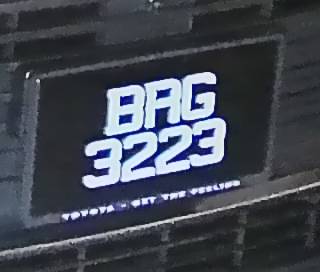 BRG
3223
TOYOTA - GET THE FEELING